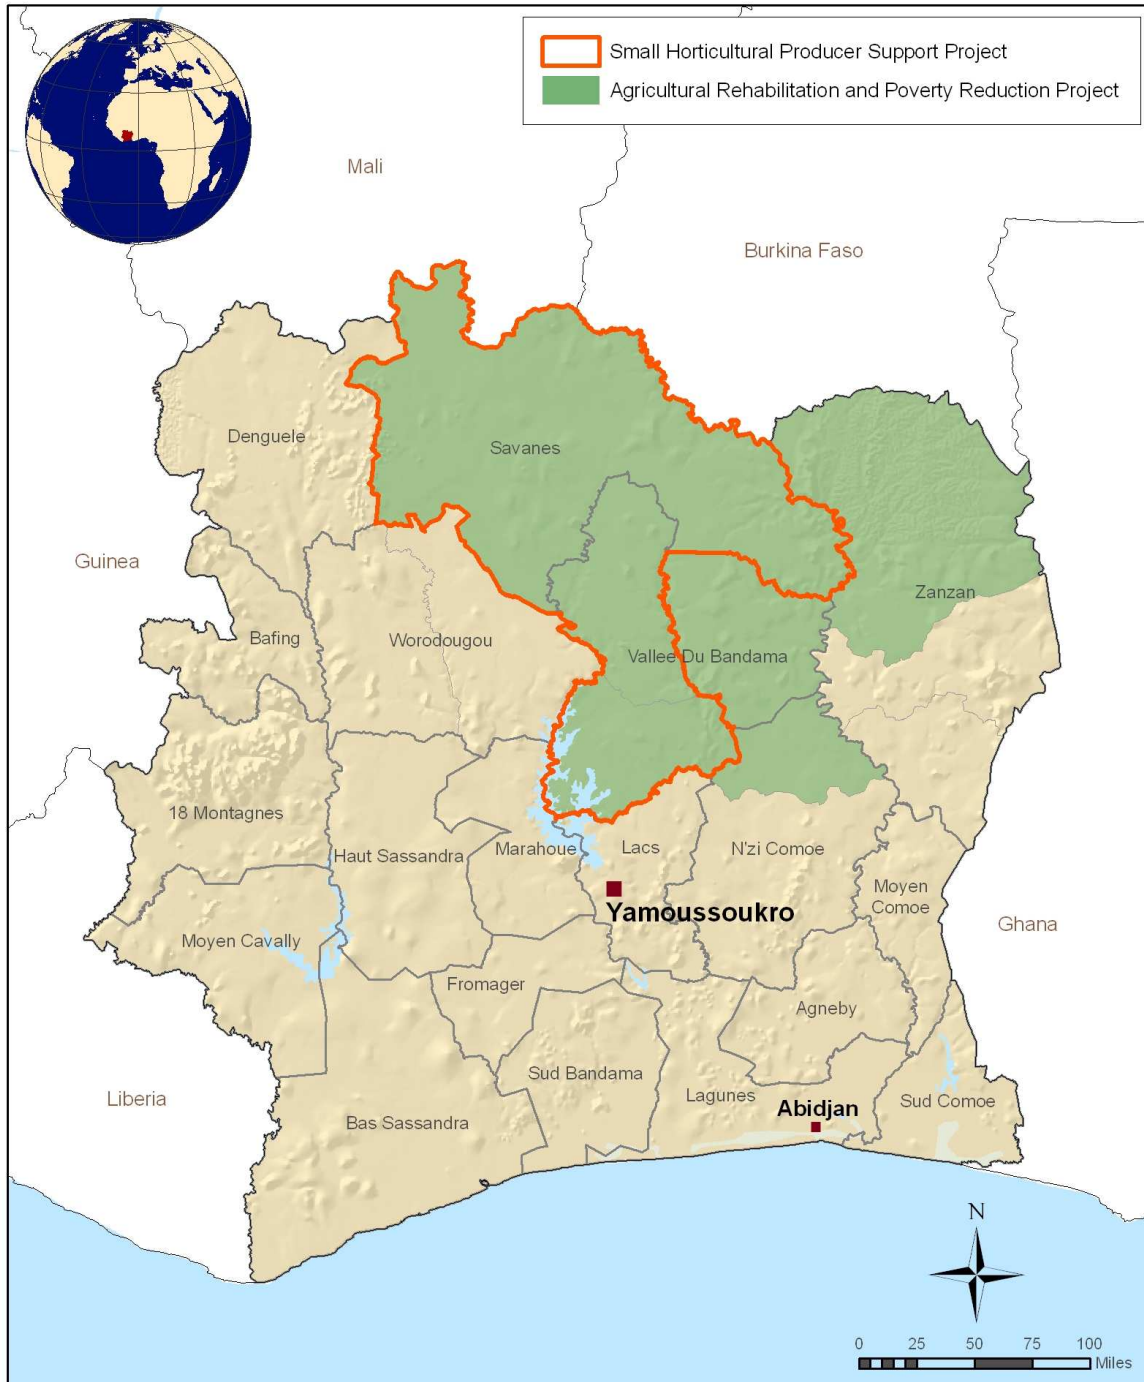 Small Horticultural Producer Support Project
Agricultural Rehabilitation and Poverty Reduction Project
Mali
Burkina Faso
Denguele
Savanes
Guinea
Zanzan
Bafing
Worodougou
Vallee Du Bandama
18 Montagnes
Haut Sassandra
Marahoue
Lacs
N'zi Comoe
Moyen
Comoe
Yamoussoukro
Ghana
Moyen Cavally
Fromager
Agneby
Sud Bandama
Liberia
Lagunes
Abidjan
Sud Comoe
Bas Sassandra
N
0 25 50 75 100
Miles